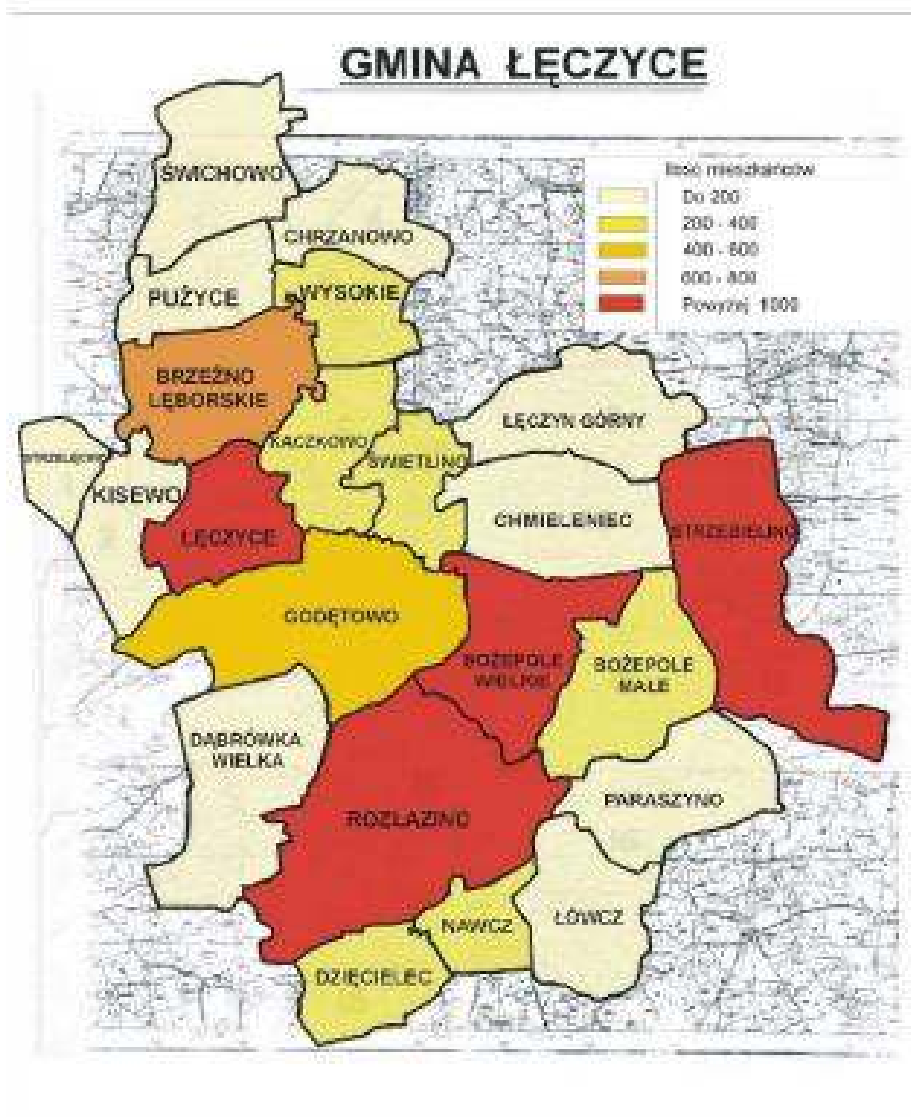 GMINA ŁĘCZYCE
Ilość mieszkańców
Do 200
200 - 400
400 - 600
600 - 800
Powyżej 1000
ŚWICHOWO
CHRZANOWO
PUŻYCE
WYSOKIE
BRZEŹNO
LĘBORSKIE
KACZKOWO
ŚWIETLINO
ŁĘCZYN GÓRNY
KISEWO
ŁĘCZYCE
CHMIELENIEC
STRZEBIELINO
GODĘTOWO
BOŻEPOLE
WIELKIE
BOŻEPOLE
MAŁE
DĄBRÓWKA
WIELKA
ROZŁAZINO
PARASZYNO
NAWCZ
ŁÓWCZ
DZIĘCIELEC